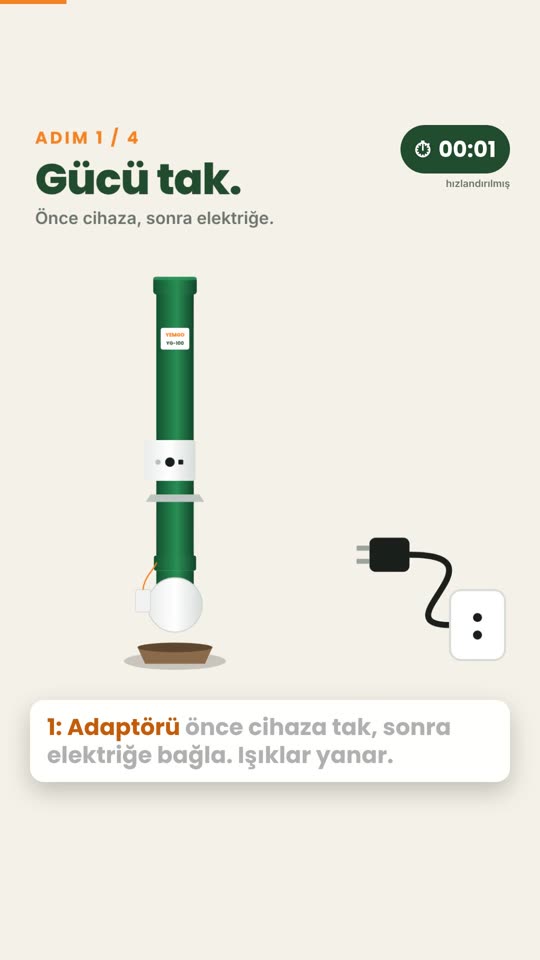 ADIM 1 / 4
Gücü tak.
Önce cihaza, sonra elektriğe.
00:01
hızlandırılmış
YEMGO
YG-100
1: Adaptörü önce cihaza tak, sonra
elektriğe bağla. Işıklar yanar.